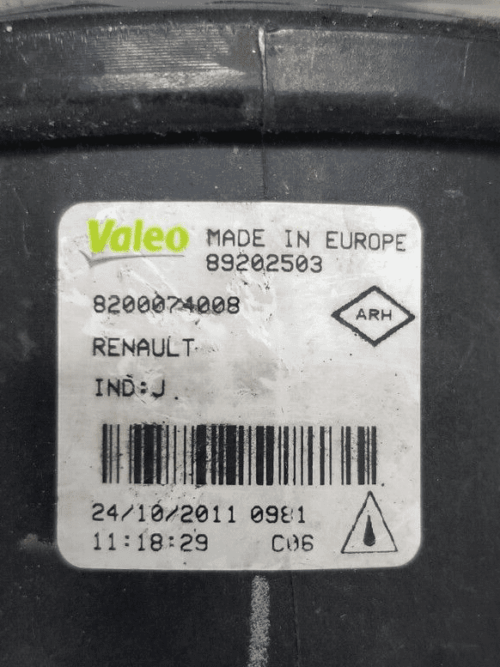 Valeo MADE IN EUROPE
89202503
8200074008
ARH
RENAULT
IND:J
24/10/2011 0981
11:18:29 C06